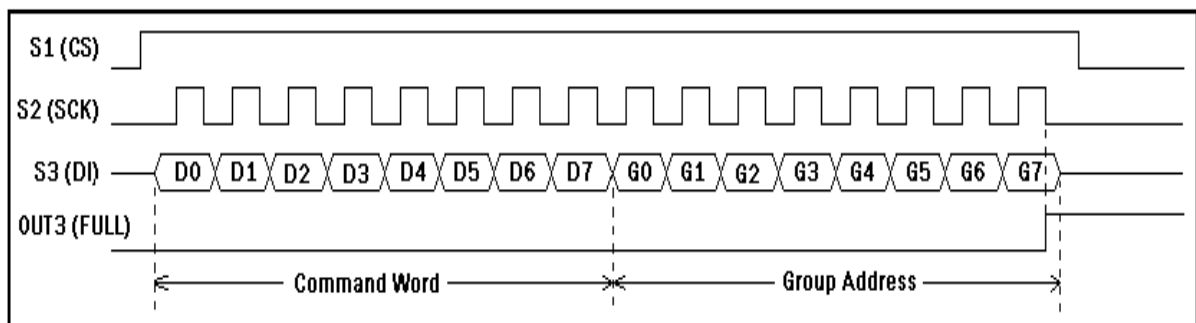 S1 (CS)
S2 (SCK)
S3 (DI) D0 D1 D2 D3 D4 D5 D6 D7 G0 G1 G2 G3 G4 G5 G6 G7
OUT3 (FULL)
Command Word Group Address